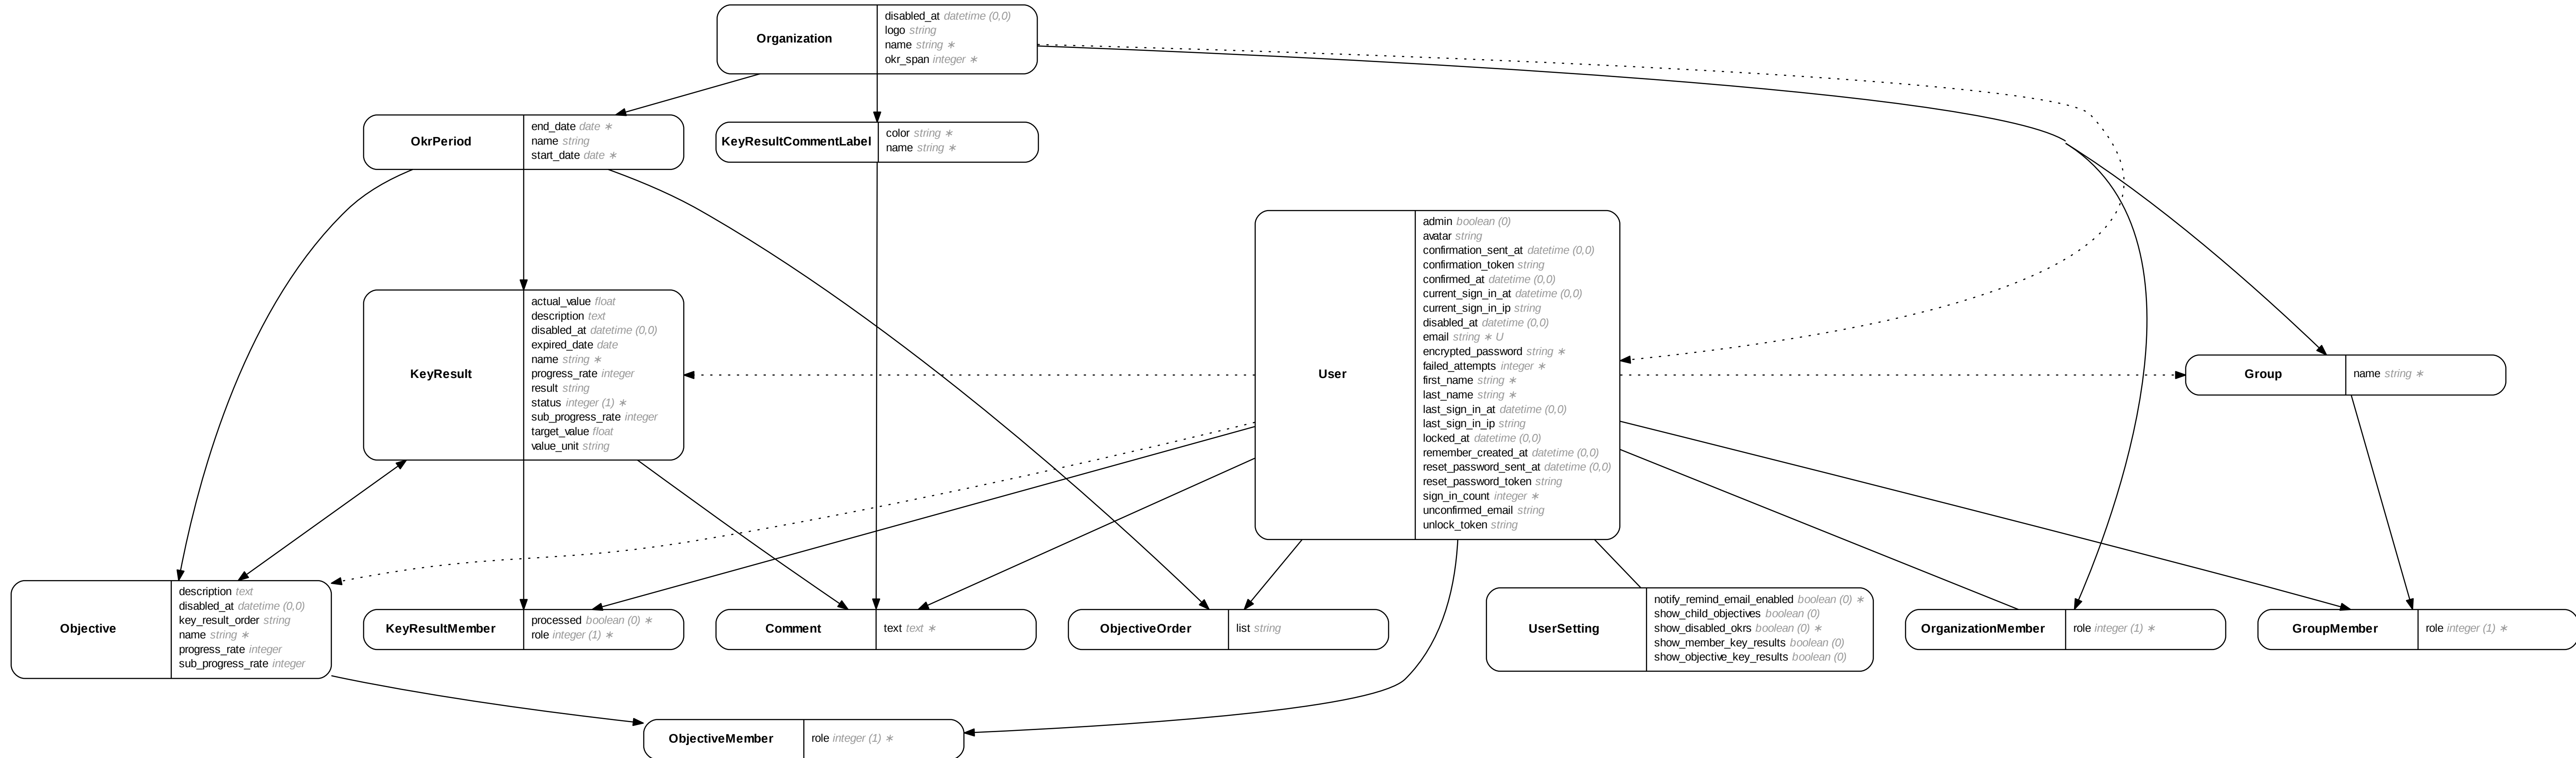 Organization
disabled_at datetime (0,0)
logo string
name string ∗
okr_span integer ∗
OkrPeriod
end_date date ∗
name string
start_date date ∗
KeyResultCommentLabel
color string ∗
name string ∗
User
admin boolean (0)
avatar string
confirmation_sent_at datetime (0,0)
confirmation_token string
confirmed_at datetime (0,0)
current_sign_in_at datetime (0,0)
current_sign_in_ip string
disabled_at datetime (0,0)
email string ∗ U
encrypted_password string ∗
failed_attempts integer ∗
first_name string ∗
last_name string ∗
last_sign_in_at datetime (0,0)
last_sign_in_ip string
locked_at datetime (0,0)
remember_created_at datetime (0,0)
reset_password_sent_at datetime (0,0)
reset_password_token string
sign_in_count integer ∗
unconfirmed_email string
unlock_token string
KeyResult
actual_value float
description text
disabled_at datetime (0,0)
expired_date date
name string ∗
progress_rate integer
result string
status integer (1) ∗
sub_progress_rate integer
target_value float
value_unit string
Group
name string ∗
Objective
description text
disabled_at datetime (0,0)
key_result_order string
name string ∗
progress_rate integer
sub_progress_rate integer
KeyResultMember
processed boolean (0) ∗
role integer (1) ∗
Comment
text text ∗
ObjectiveOrder
list string
UserSetting
notify_remind_email_enabled boolean (0) ∗
show_child_objectives boolean (0)
show_disabled_okrs boolean (0) ∗
show_member_key_results boolean (0)
show_objective_key_results boolean (0)
OrganizationMember
role integer (1) ∗
GroupMember
role integer (1) ∗
ObjectiveMember
role integer (1) ∗